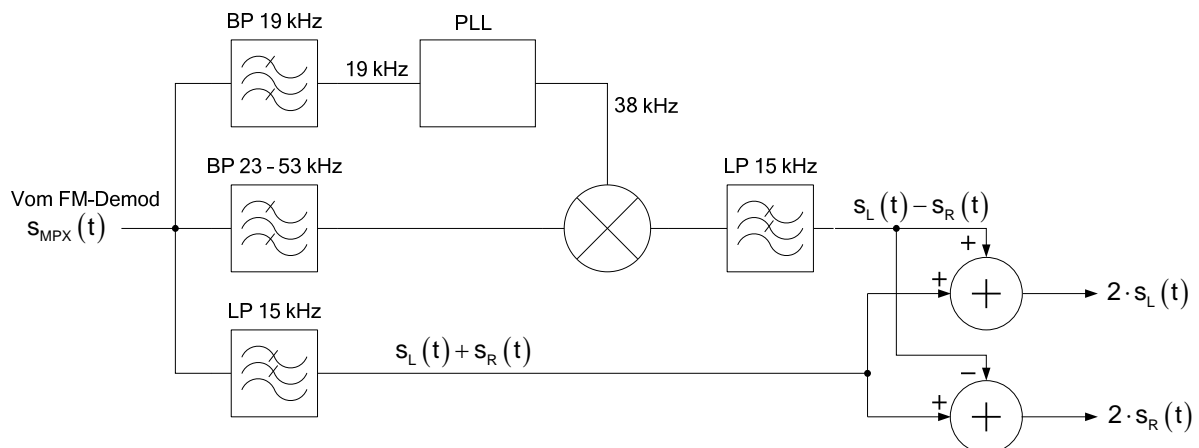 BP 19 kHz
PLL
19 kHz
38 kHz
BP 23 - 53 kHz
LP 15 kHz
Vom FM-Demod
s_MPX(t)
s_L(t) − s_R(t)
+
+
+
2·s_L(t)
LP 15 kHz
s_L(t) + s_R(t)
−
+
+
2·s_R(t)